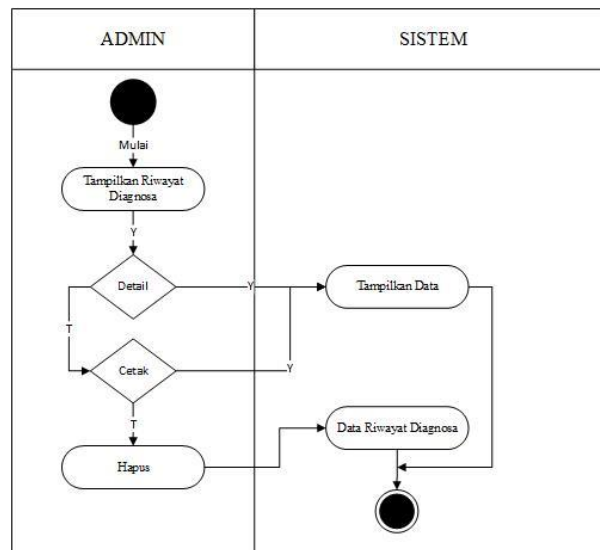 ADMIN
SISTEM
Mulai
Tampilkan Riwayat
Diagnosa
Y
Detail
Y
Tampilkan Data
T
Cetak
Y
T
Data Riwayat Diagnosa
Hapus